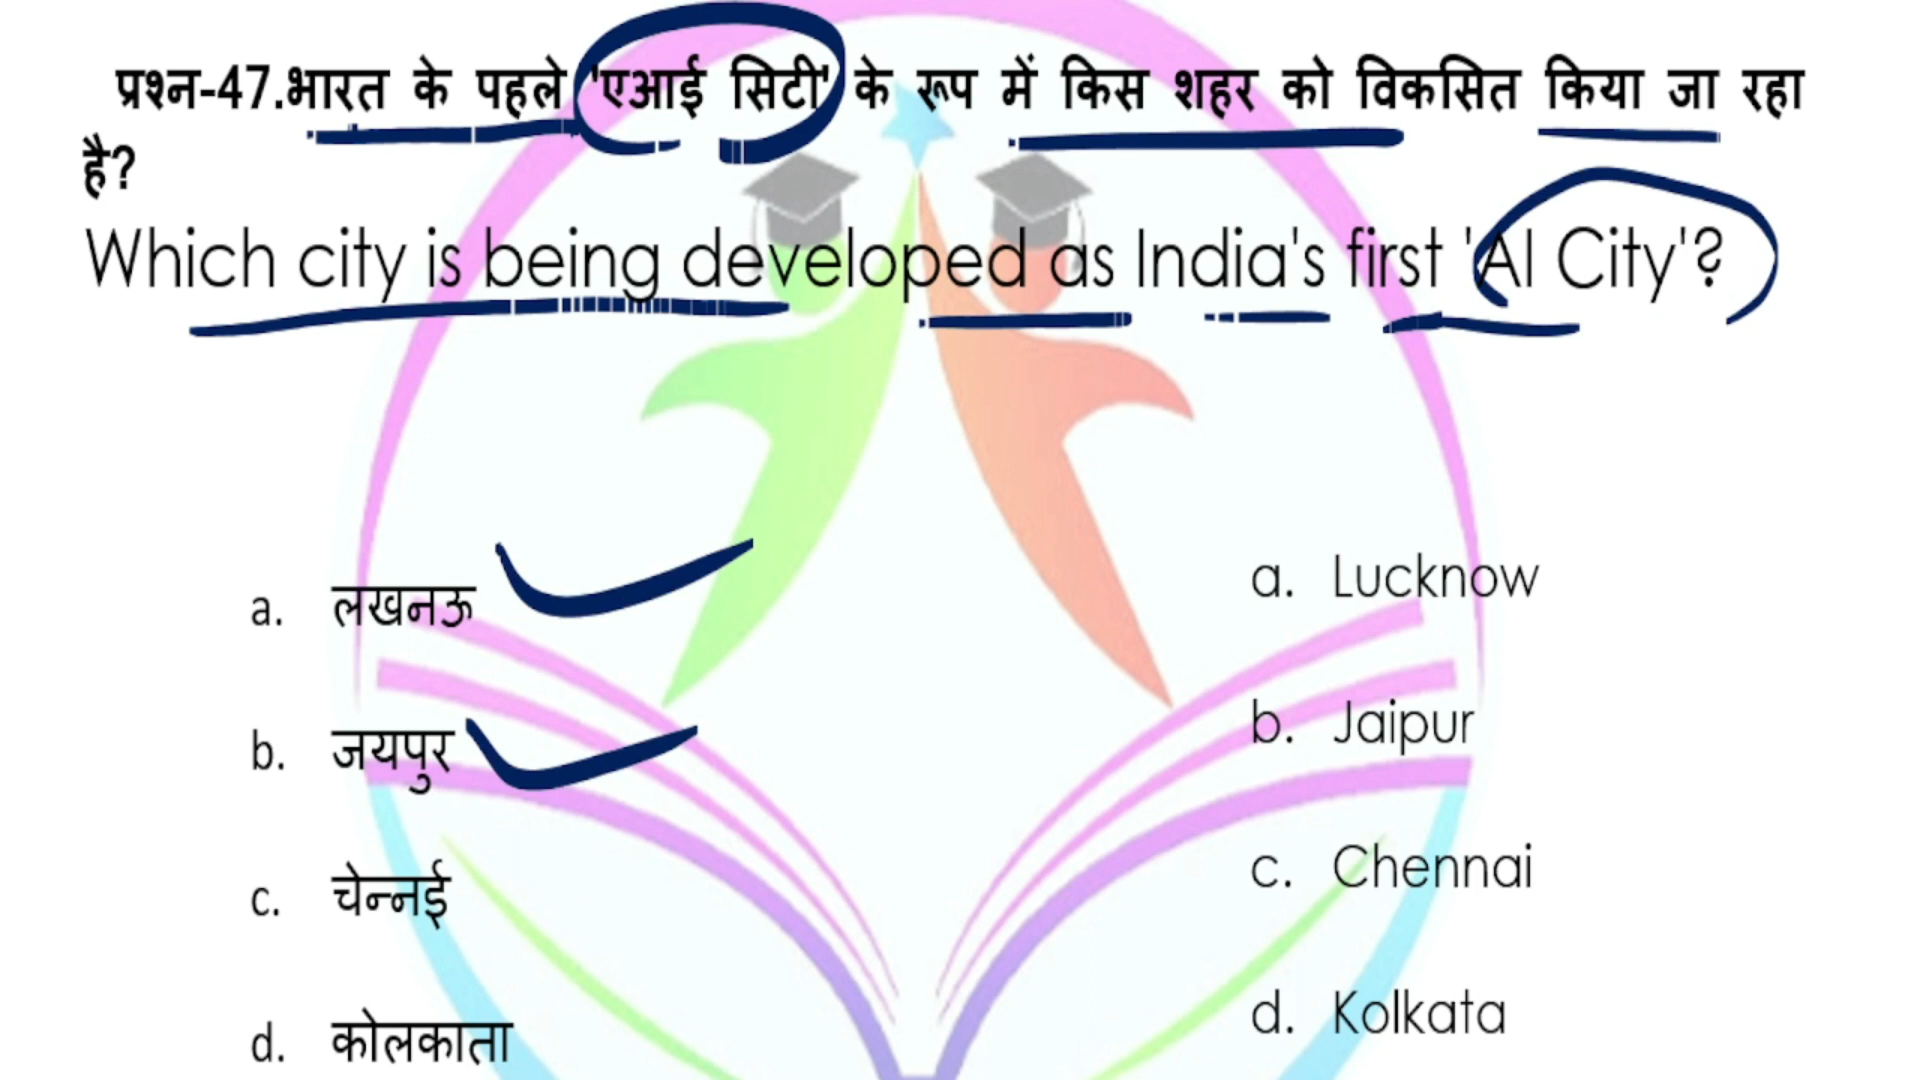 प्रश्न-47.भारत के पहले 'एआई सिटी' के रूप में किस शहर को विकसित किया जा रहा
है?
Which city is being developed as India's first 'AI City'?
a. लखनऊ
b. जयपुर
c. चेन्नई
d. कोलकाता
a. Lucknow
b. Jaipur
c. Chennai
d. Kolkata